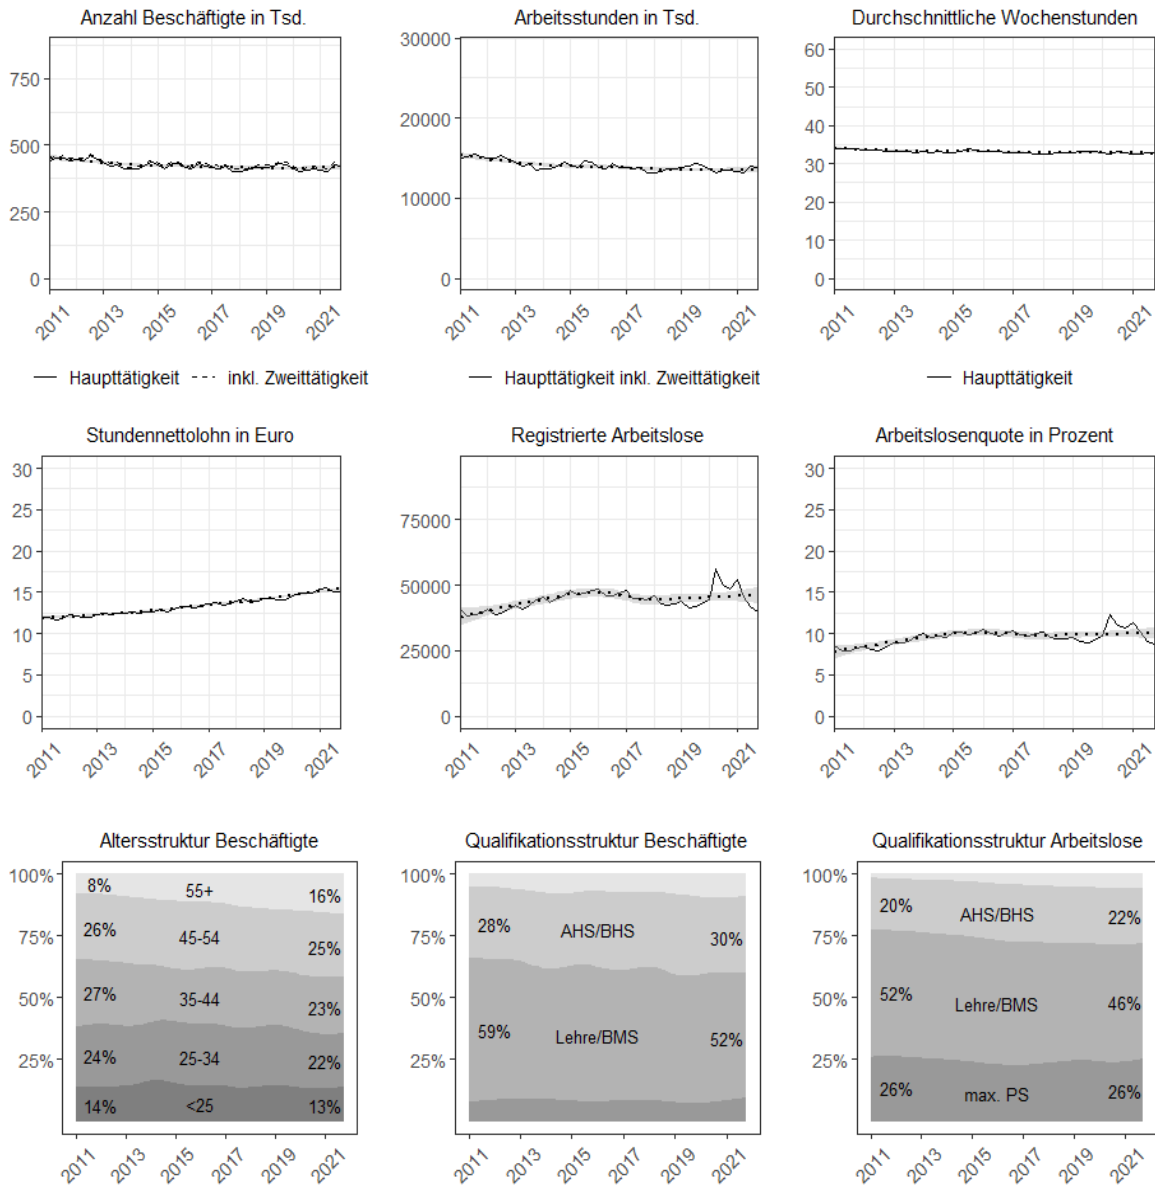 Anzahl Beschäftigte in Tsd.
750
500
250
0
2011 2013 2015 2017 2019 2021
Haupttätigkeit inkl. Zweittätigkeit
Arbeitsstunden in Tsd.
30000
20000
10000
0
2011 2013 2015 2017 2019 2021
Haupttätigkeit inkl. Zweittätigkeit
Durchschnittliche Wochenstunden
60
50
40
30
20
10
0
2011 2013 2015 2017 2019 2021
Haupttätigkeit
Stundennettolohn in Euro
30
25
20
15
10
5
0
2011 2013 2015 2017 2019 2021
Registrierte Arbeitslose
75000
50000
25000
0
2011 2013 2015 2017 2019 2021
Arbeitslosenquote in Prozent
30
25
20
15
10
5
0
2011 2013 2015 2017 2019 2021
Altersstruktur Beschäftigte
100%
75%
50%
25%
8% 55+ 16%
26% 45-54 25%
27% 35-44 23%
24% 25-34 22%
14% <25 13%
2011 2013 2015 2017 2019 2021
Qualifikationsstruktur Beschäftigte
100%
75%
50%
25%
28% AHS/BHS 30%
59% Lehre/BMS 52%
2011 2013 2015 2017 2019 2021
Qualifikationsstruktur Arbeitslose
100%
75%
50%
25%
20% AHS/BHS 22%
52% Lehre/BMS 46%
26% max. PS 26%
2011 2013 2015 2017 2019 2021